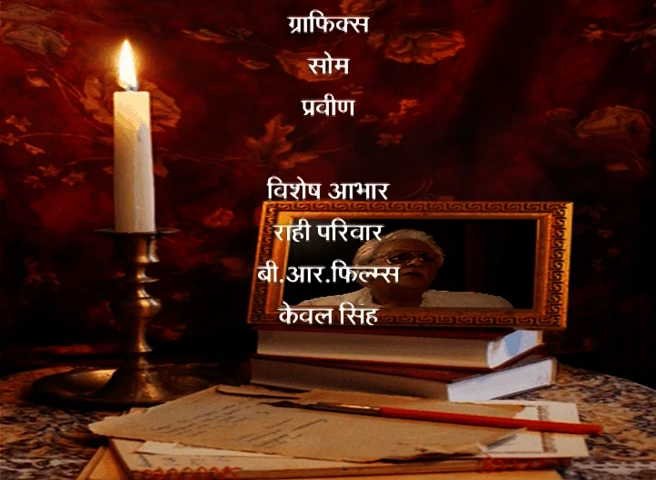 ग्राफिक्स
सोम
प्रवीण
विशेष आभार
राही परिवार
बी.आर.फिल्म्स
केवल सिंह